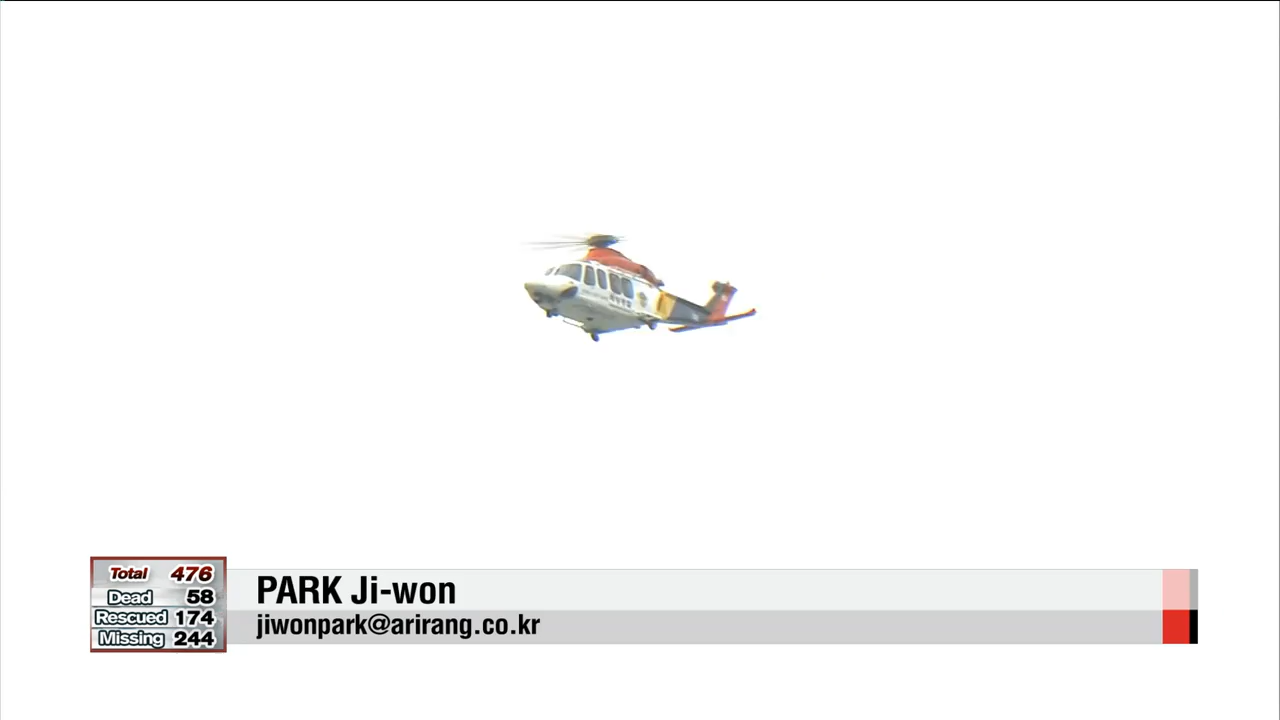 Total 476
Dead 58
Rescued 174
Missing 244
PARK Ji-won
jiwonpark@arirang.co.kr